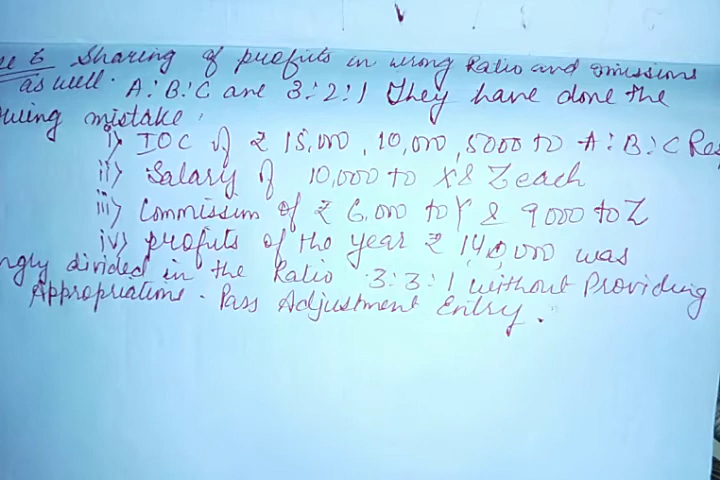 6 Sharing of profits in wrong Ratio and omissions
as well. A:B:C are 3:2:1 They have done the
mistake,
i) IOC of ₹ 15,000, 10,000, 5000 to A:B:C Res
ii) Salary of 10,000 to X & Z each
iii) Commission of ₹ 6,000 to Y & 9000 to Z
iv) profits of the year ₹ 140,000 was
divided in the Ratio 3:3:1 without Providing
Appropriations. Pass Adjustment Entry.